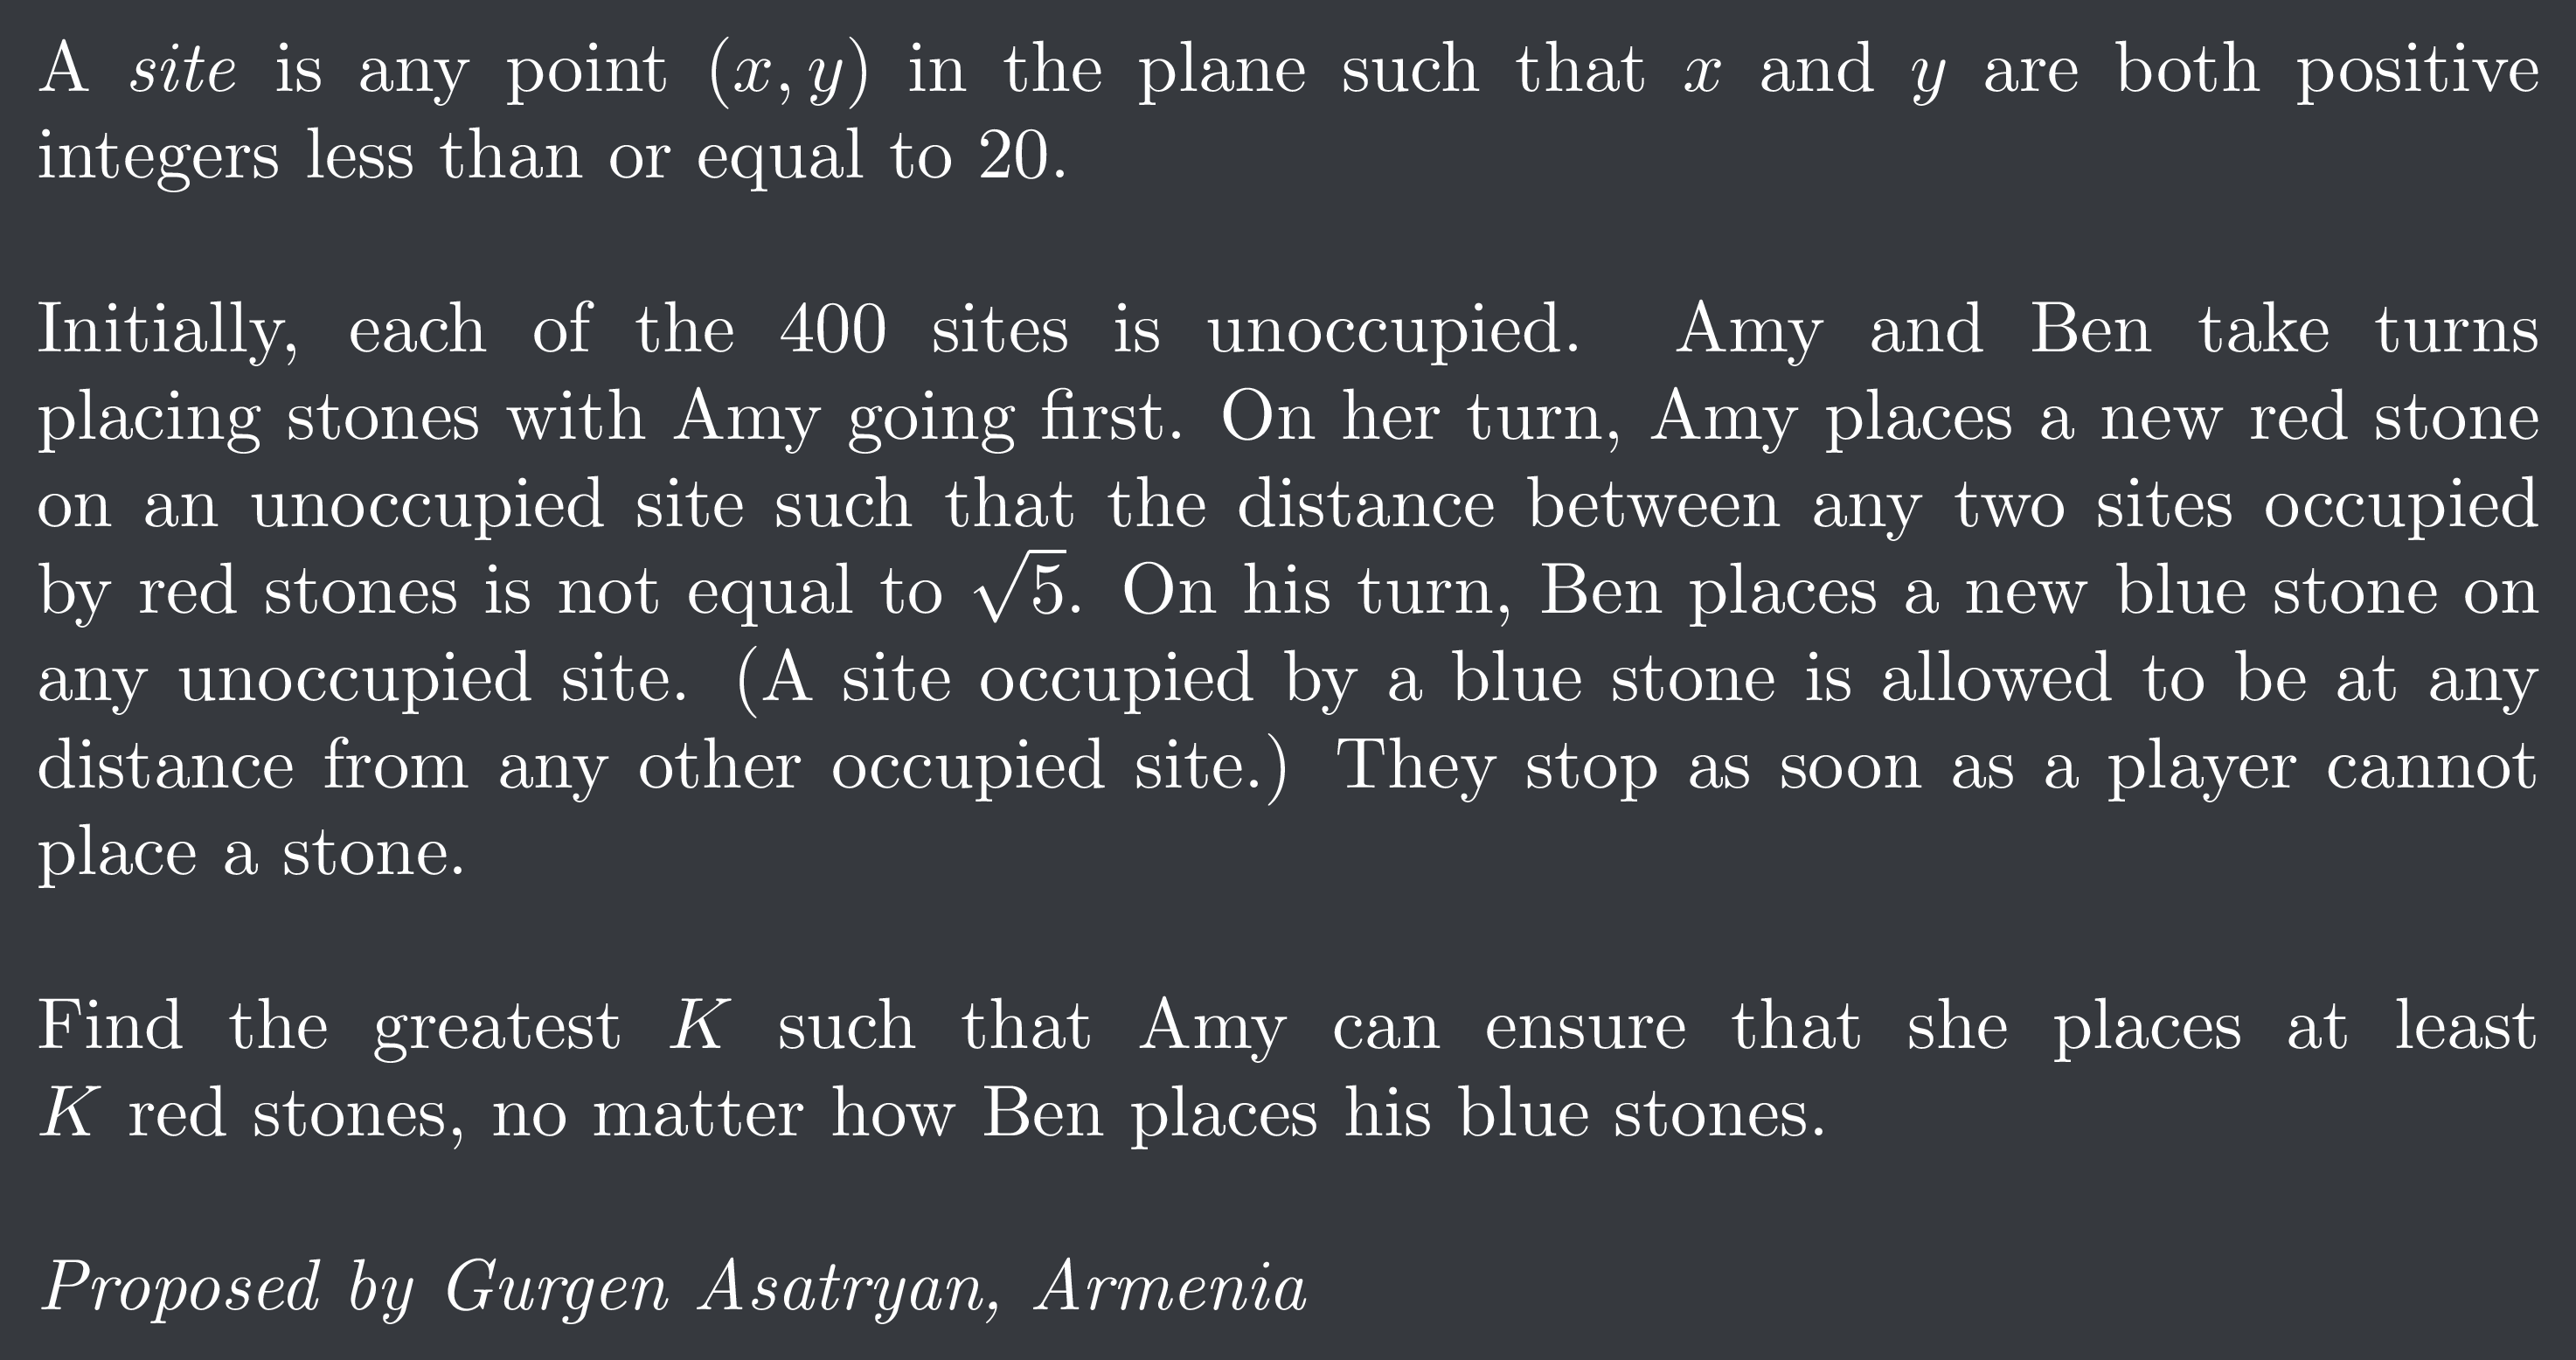 A site is any point (x, y) in the plane such that x and y are both positive
integers less than or equal to 20.
Initially, each of the 400 sites is unoccupied. Amy and Ben take turns
placing stones with Amy going first. On her turn, Amy places a new red stone
on an unoccupied site such that the distance between any two sites occupied
by red stones is not equal to √5. On his turn, Ben places a new blue stone on
any unoccupied site. (A site occupied by a blue stone is allowed to be at any
distance from any other occupied site.) They stop as soon as a player cannot
place a stone.
Find the greatest K such that Amy can ensure that she places at least
K red stones, no matter how Ben places his blue stones.
Proposed by Gurgen Asatryan, Armenia